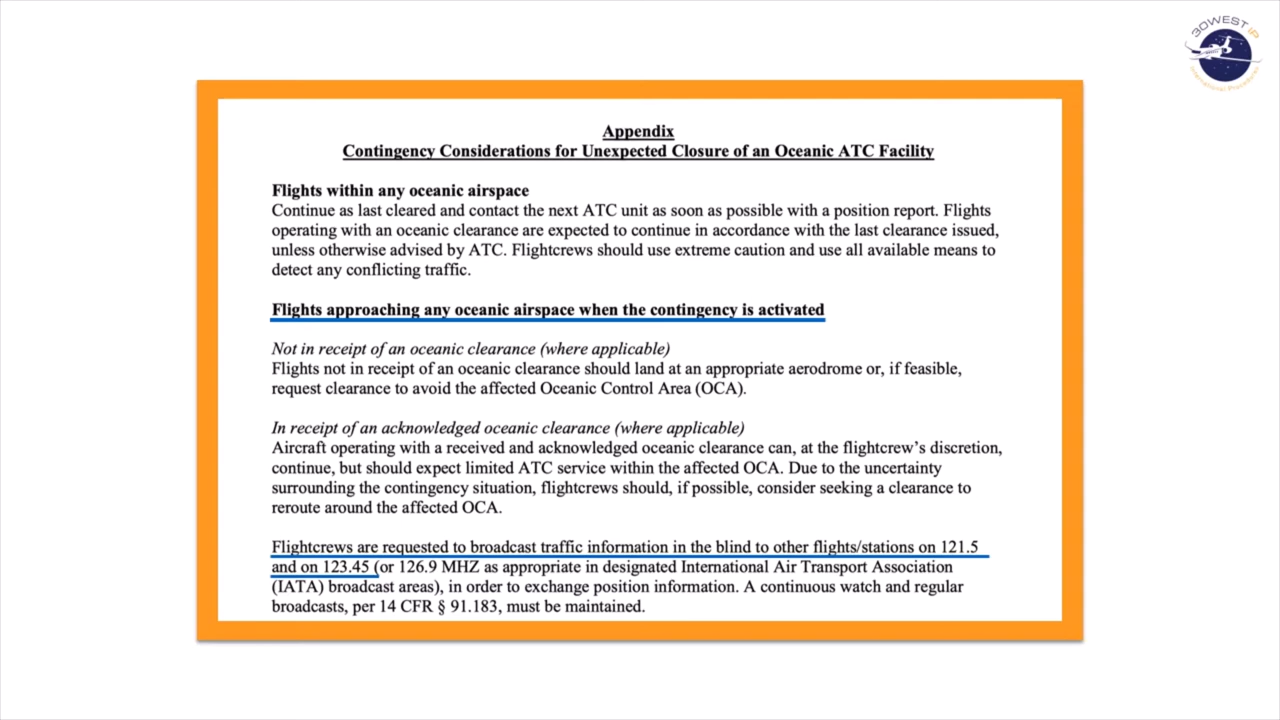 30WEST IP
International Procedures
Appendix
Contingency Considerations for Unexpected Closure of an Oceanic ATC Facility
Flights within any oceanic airspace
Continue as last cleared and contact the next ATC unit as soon as possible with a position report. Flights
operating with an oceanic clearance are expected to continue in accordance with the last clearance issued,
unless otherwise advised by ATC. Flightcrews should use extreme caution and use all available means to
detect any conflicting traffic.
Flights approaching any oceanic airspace when the contingency is activated
Not in receipt of an oceanic clearance (where applicable)
Flights not in receipt of an oceanic clearance should land at an appropriate aerodrome or, if feasible,
request clearance to avoid the affected Oceanic Control Area (OCA).
In receipt of an acknowledged oceanic clearance (where applicable)
Aircraft operating with a received and acknowledged oceanic clearance can, at the flightcrew's discretion,
continue, but should expect limited ATC service within the affected OCA. Due to the uncertainty
surrounding the contingency situation, flightcrews should, if possible, consider seeking a clearance to
reroute around the affected OCA.
Flightcrews are requested to broadcast traffic information in the blind to other flights/stations on 121.5
and on 123.45 (or 126.9 MHZ as appropriate in designated International Air Transport Association
(IATA) broadcast areas), in order to exchange position information. A continuous watch and regular
broadcasts, per 14 CFR § 91.183, must be maintained.